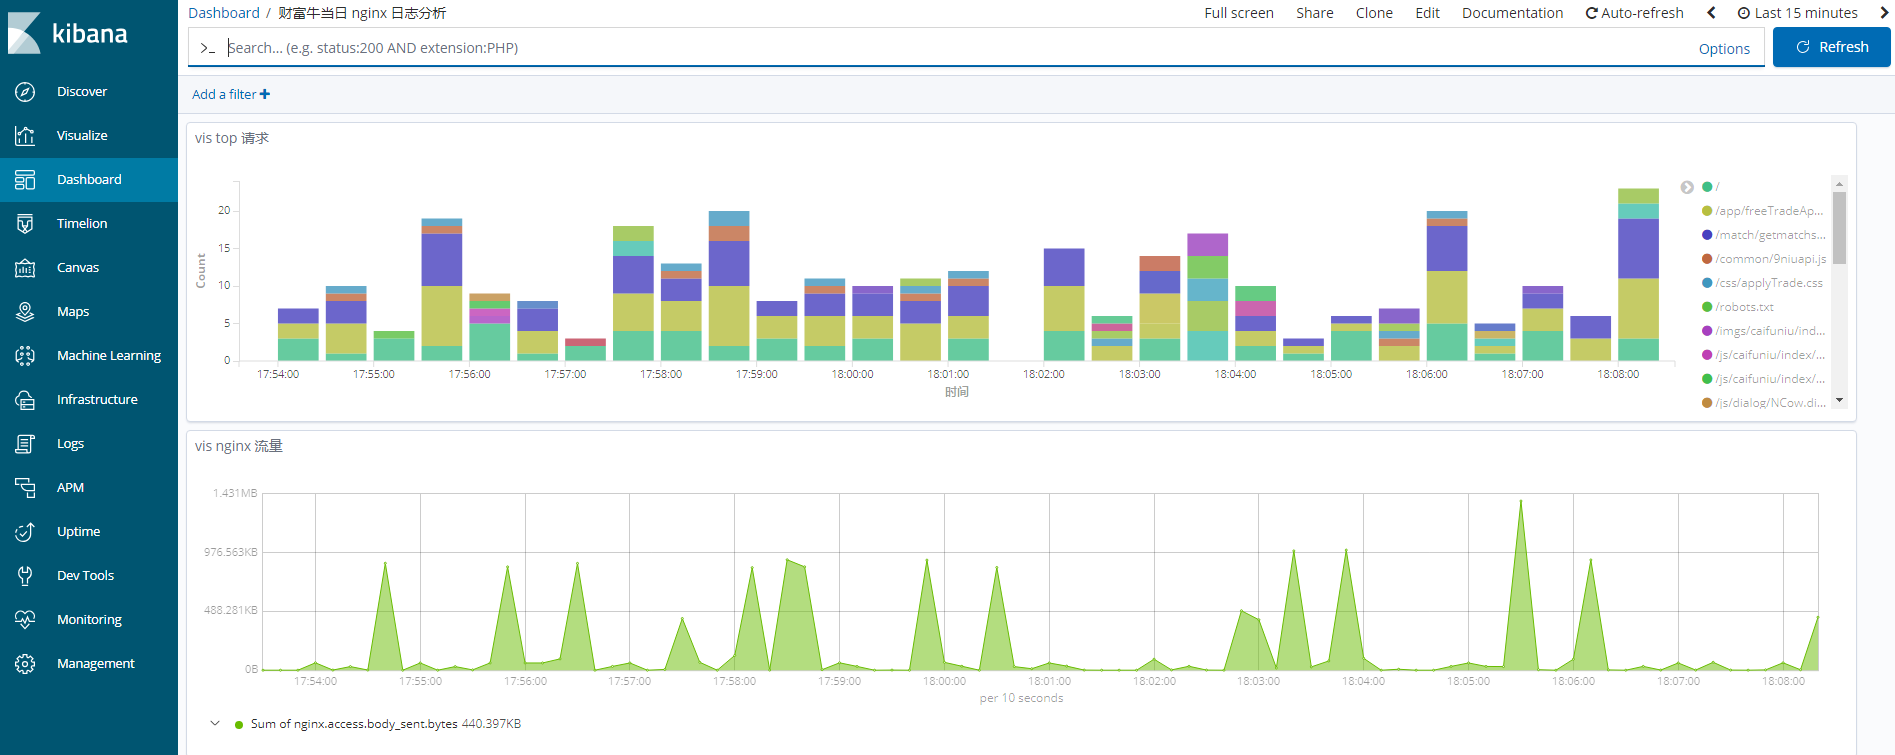 kibana
Discover
Visualize
Dashboard
Timelion
Canvas
Maps
Machine Learning
Infrastructure
Logs
APM
Uptime
Dev Tools
Monitoring
Management
Dashboard / 财富牛当日 nginx 日志分析
Full screen Share Clone Edit Documentation Auto-refresh Last 15 minutes
>_ Search... (e.g. status:200 AND extension:PHP) Options Refresh
Add a filter +
vis top 请求
Count
20
15
10
5
0
17:54:00 17:55:00 17:56:00 17:57:00 17:58:00 17:59:00 18:00:00 18:01:00 18:02:00 18:03:00 18:04:00 18:05:00 18:06:00 18:07:00 18:08:00
时间
/
/app/freeTradeAp...
/match/getmatchs...
/common/9niuapi.js
/css/applyTrade.css
/robots.txt
/imgs/caifuniu/ind...
/js/caifuniu/index/...
/js/caifuniu/index/...
/js/dialog/NCow.di...
vis nginx 流量
1.431MB
976.563KB
488.281KB
0B
17:54:00 17:55:00 17:56:00 17:57:00 17:58:00 17:59:00 18:00:00 18:01:00 18:02:00 18:03:00 18:04:00 18:05:00 18:06:00 18:07:00 18:08:00
per 10 seconds
Sum of nginx.access.body_sent.bytes 440.397KB